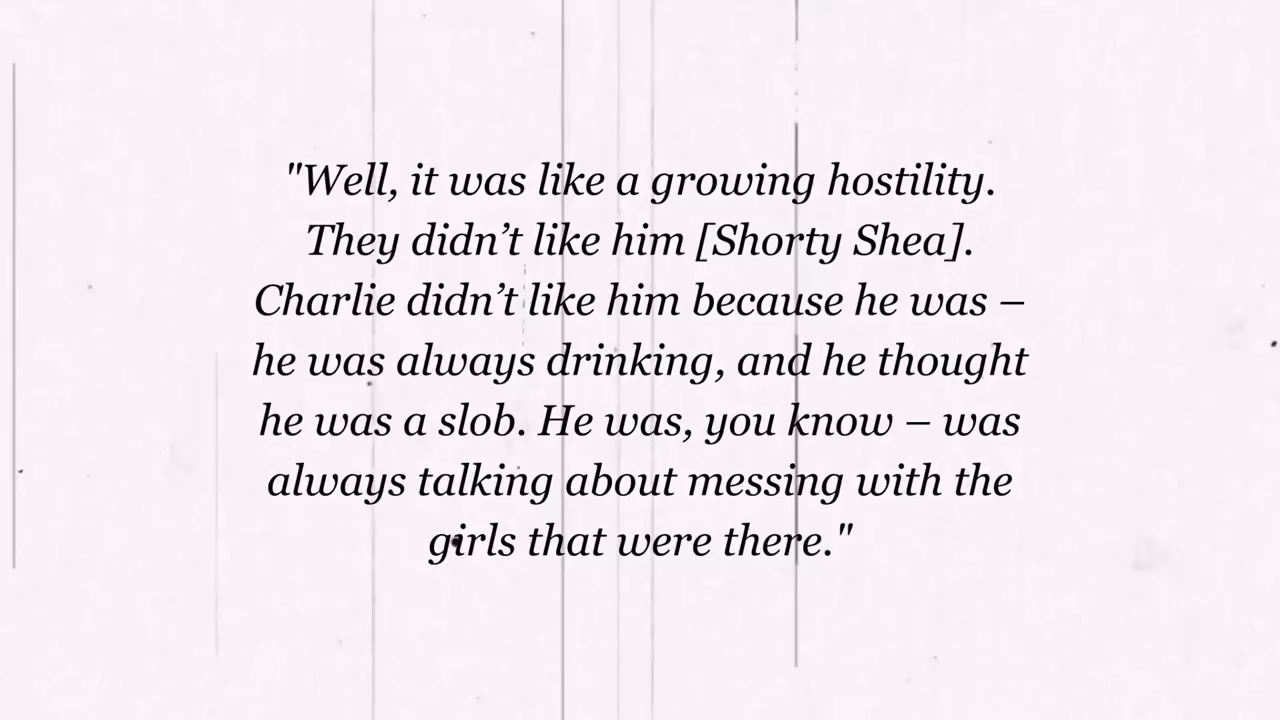 "Well, it was like a growing hostility.
They didn’t like him [Shorty Shea].
Charlie didn’t like him because he was –
he was always drinking, and he thought
he was a slob. He was, you know – was
always talking about messing with the
girls that were there."